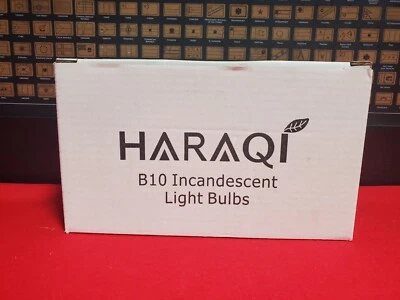 HARAQI
B10 Incandescent
Light Bulbs